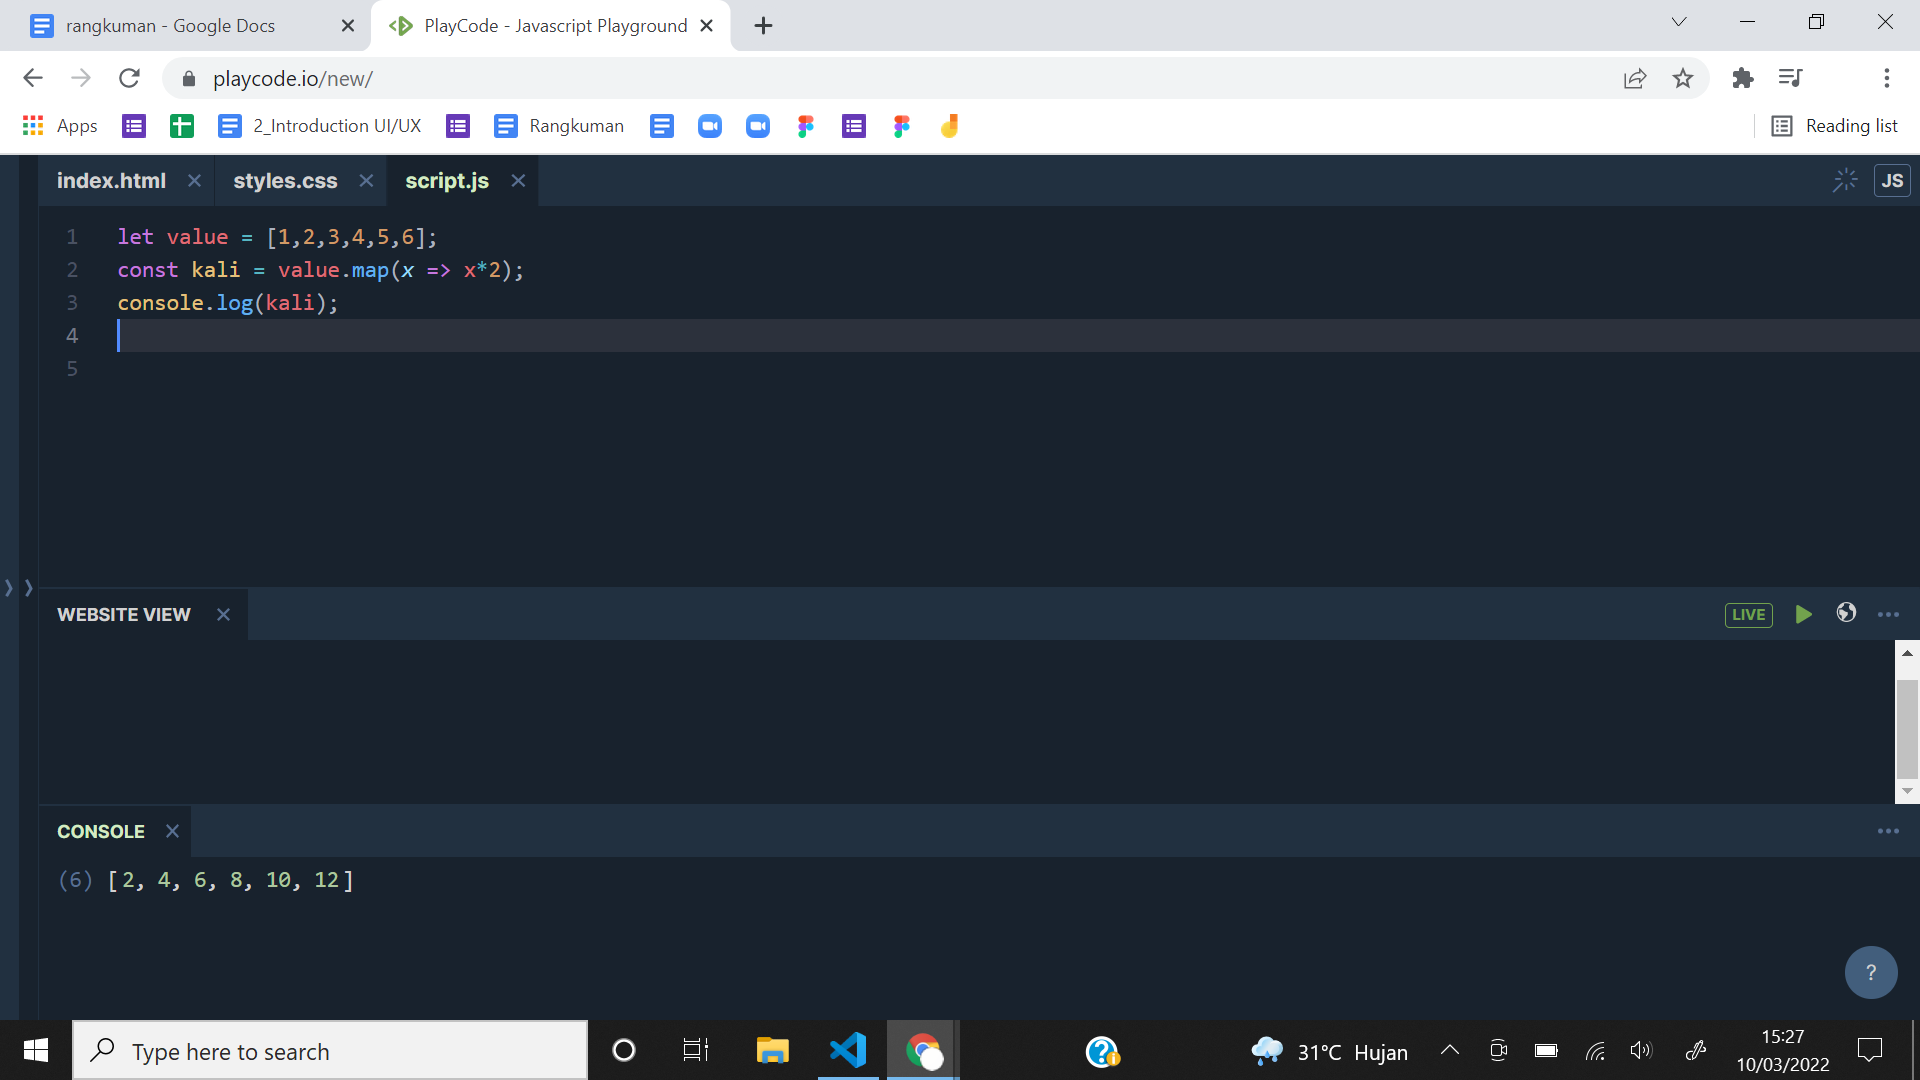 rangkuman - Google Docs
PlayCode - Javascript Playground
playcode.io/new/
Apps
2_Introduction UI/UX
Rangkuman
Reading list
index.html
styles.css
script.js
JS
1 let value = [1,2,3,4,5,6];
2 const kali = value.map(x => x*2);
3 console.log(kali);
4
5
WEBSITE VIEW
LIVE
CONSOLE
(6) [2, 4, 6, 8, 10, 12]
?
Type here to search
31°C Hujan
15:27
10/03/2022